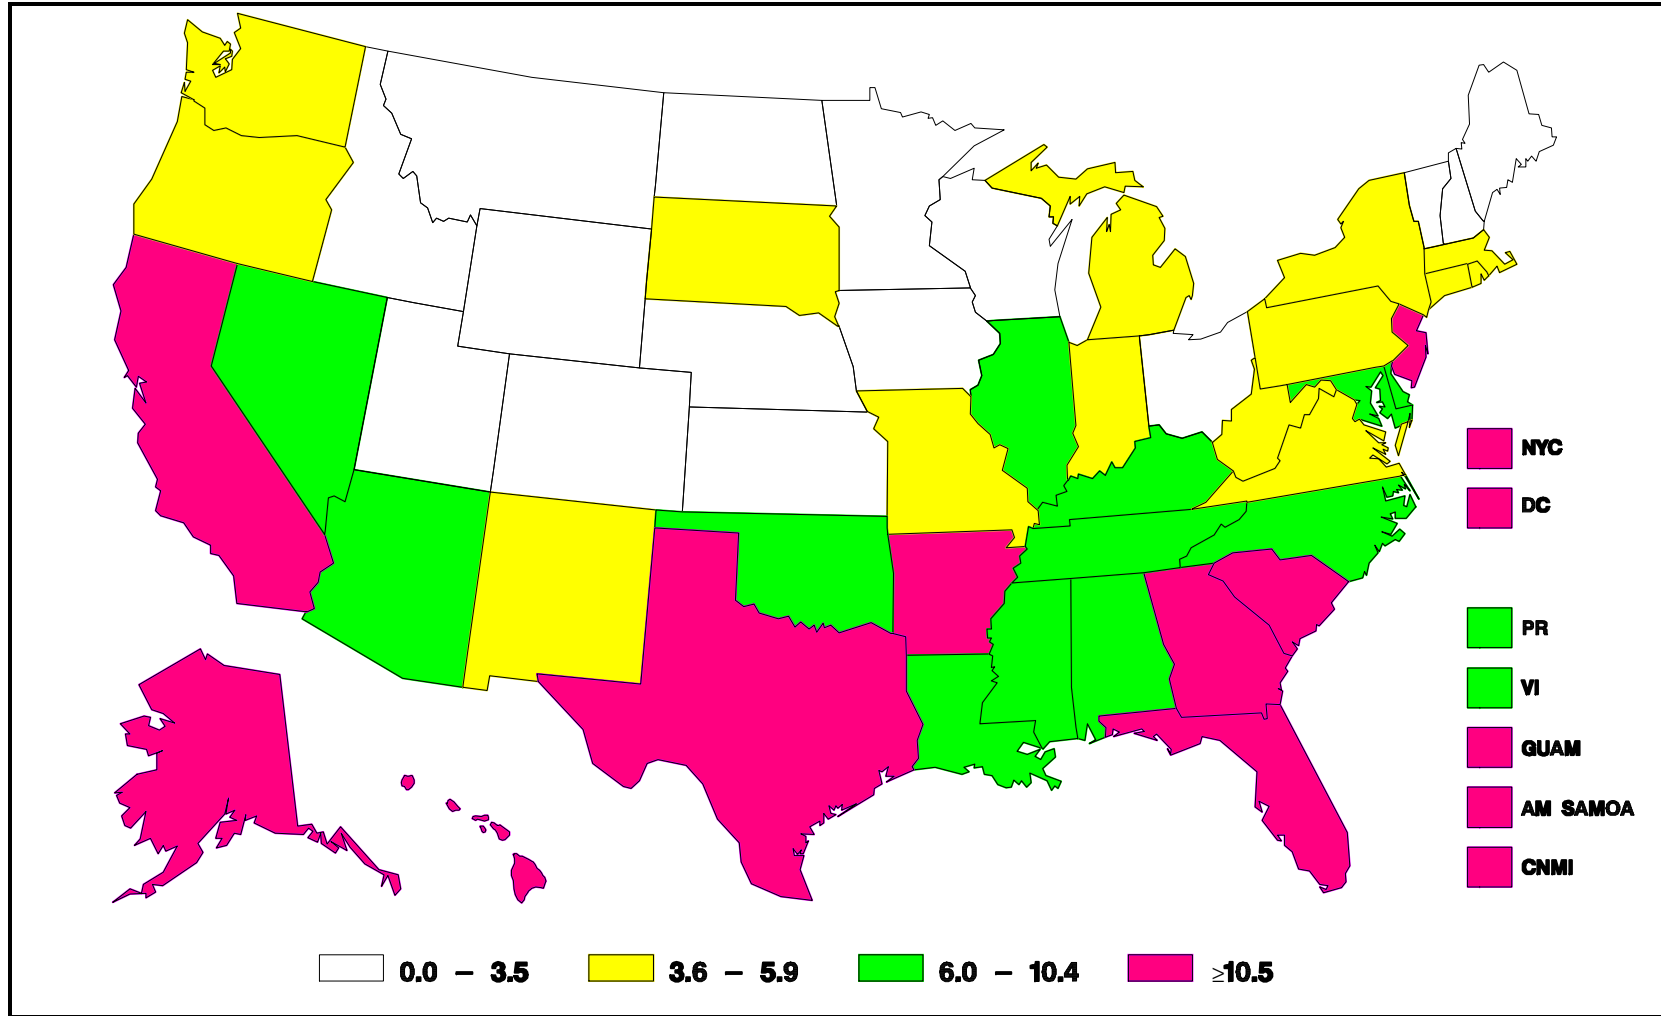 NYC
DC
PR
VI
GUAM
AM SAMOA
CNMI
0.0 – 3.5
3.6 – 5.9
6.0 – 10.4
≥10.5